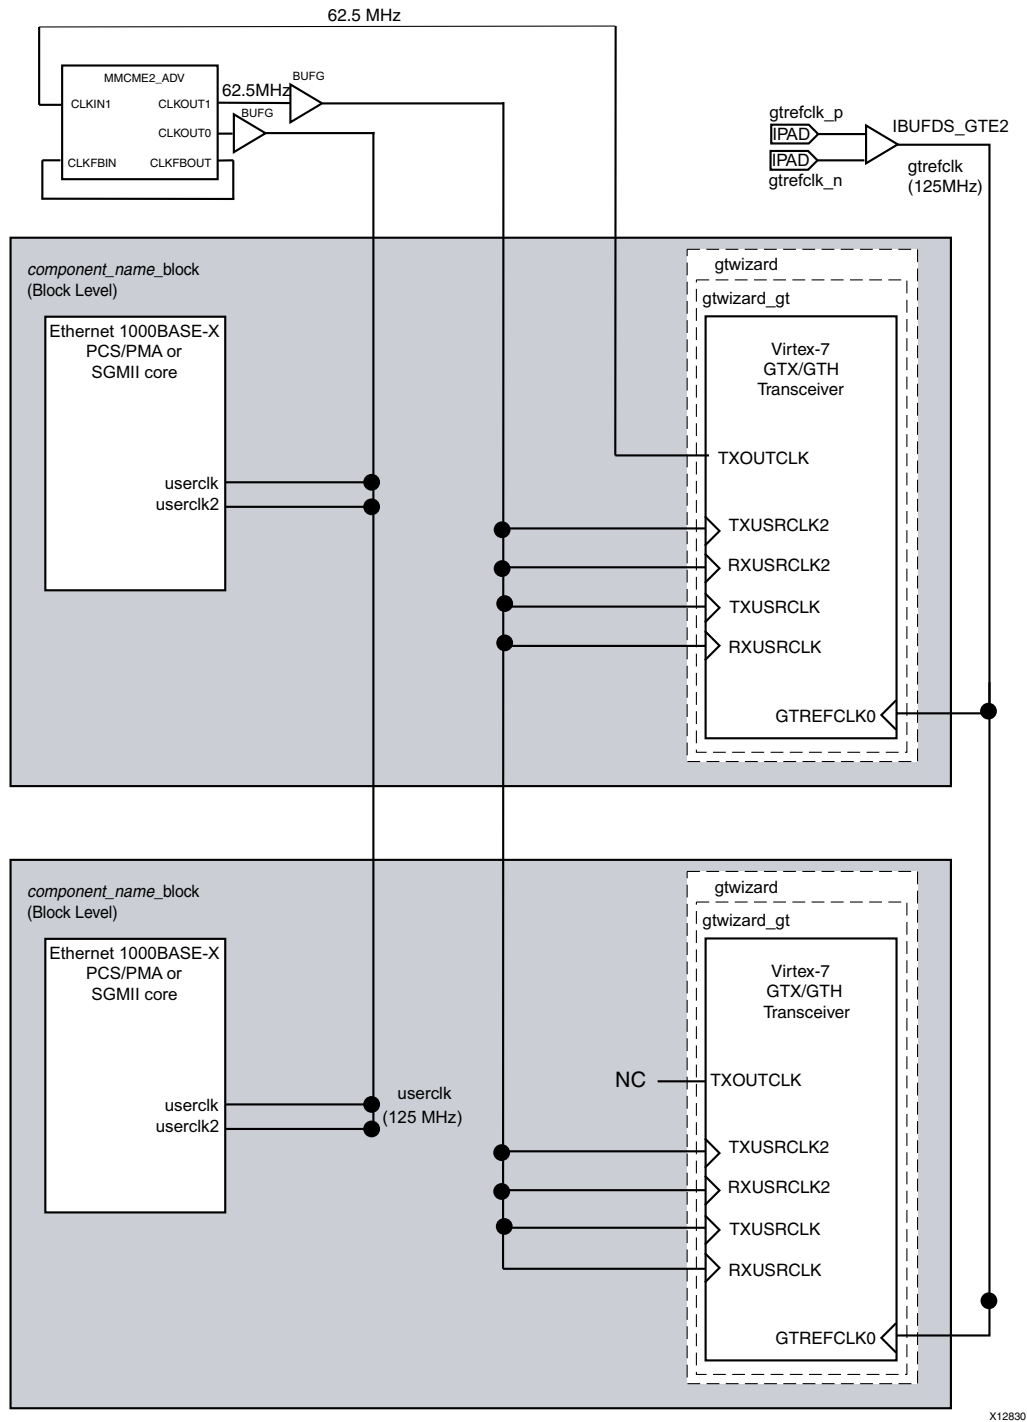 62.5 MHz
MMCME2_ADV
CLKIN1
CLKOUT1
62.5MHz
BUFG
CLKOUT0
BUFG
CLKFBIN
CLKFBOUT
gtrefclk_p
IPAD
IPAD
gtrefclk_n
IBUFDS_GTE2
gtrefclk
(125MHz)
component_name_block
(Block Level)
Ethernet 1000BASE-X
PCS/PMA or
SGMII core
userclk
userclk2
gtwizard
gtwizard_gt
Virtex-7
GTX/GTH
Transceiver
TXOUTCLK
TXUSRCLK2
RXUSRCLK2
TXUSRCLK
RXUSRCLK
GTREFCLK0
component_name_block
(Block Level)
Ethernet 1000BASE-X
PCS/PMA or
SGMII core
userclk
userclk2
userclk
(125 MHz)
gtwizard
gtwizard_gt
Virtex-7
GTX/GTH
Transceiver
NC
TXOUTCLK
TXUSRCLK2
RXUSRCLK2
TXUSRCLK
RXUSRCLK
GTREFCLK0
X12830